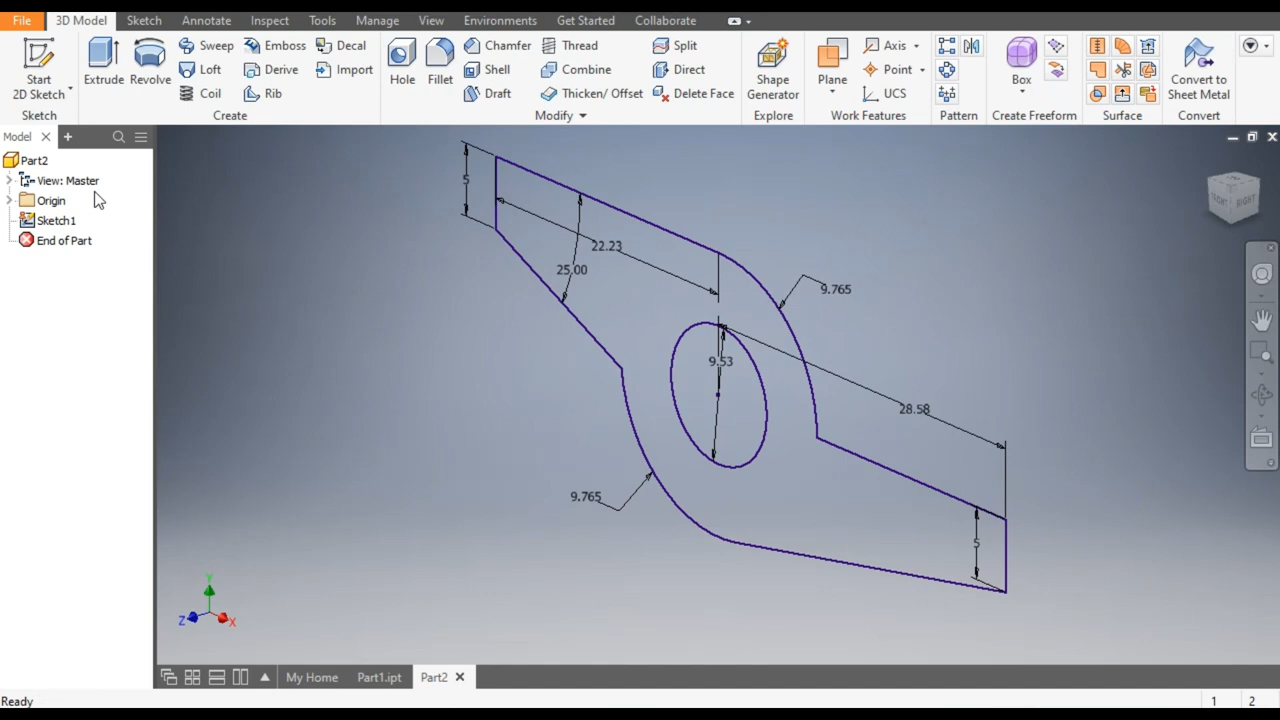 File 3D Model Sketch Annotate Inspect Tools Manage View Environments Get Started Collaborate
Start
2D Sketch
Extrude
Revolve
Sweep
Loft
Coil
Emboss
Derive
Rib
Decal
Import
Hole
Fillet
Chamfer
Shell
Draft
Thread
Combine
Thicken/ Offset
Split
Direct
Delete Face
Shape
Generator
Plane
Axis
Point
UCS
Box
Convert to
Sheet Metal
Sketch Create Modify Explore Work Features Pattern Create Freeform Surface Convert
Model
Part2
View: Master
Origin
Sketch1
End of Part
5
22.23
25.00
9.765
9.53
28.58
9.765
5
FRONT RIGHT
Y
Z
X
My Home Part1.ipt Part2
Ready 1 2